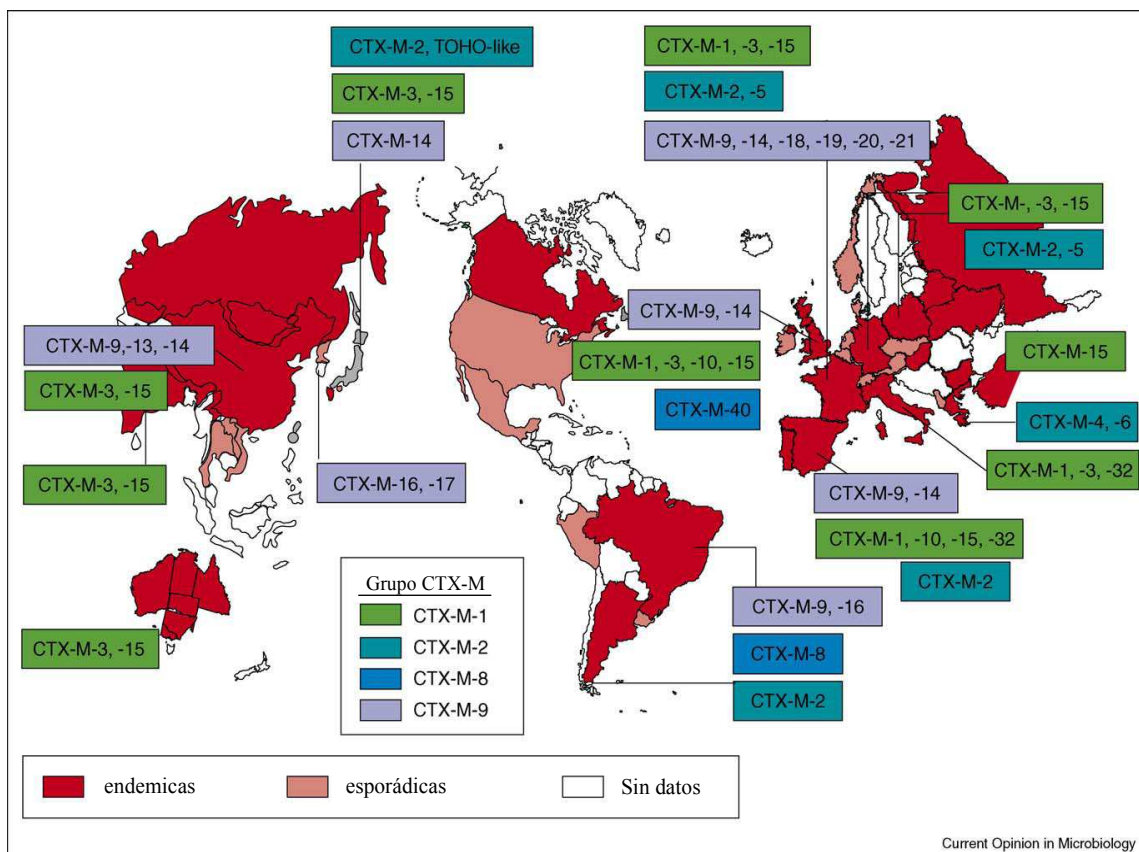 CTX-M-2, TOHO-like
CTX-M-3, -15
CTX-M-14
CTX-M-1, -3, -15
CTX-M-2, -5
CTX-M-9, -14, -18, -19, -20, -21
CTX-M-, -3, -15
CTX-M-2, -5
CTX-M-9,-13, -14
CTX-M-3, -15
CTX-M-3, -15
CTX-M-16, -17
CTX-M-3, -15
CTX-M-9, -14
CTX-M-1, -3, -10, -15
CTX-M-40
CTX-M-15
CTX-M-4, -6
CTX-M-1, -3, -32
CTX-M-9, -14
CTX-M-1, -10, -15, -32
CTX-M-2
CTX-M-9, -16
CTX-M-8
CTX-M-2
Grupo CTX-M
CTX-M-1
CTX-M-2
CTX-M-8
CTX-M-9
endemicas
esporádicas
Sin datos
Current Opinion in Microbiology